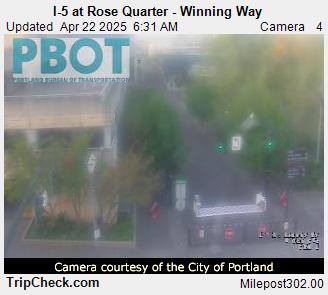 I-5 at Rose Quarter - Winning Way
Updated Apr 22 2025 6:31 AM Camera 4
PBOT
PORTLAND BUREAU OF TRANSPORTATION
Camera courtesy of the City of Portland
TripCheck.com Milepost302.00